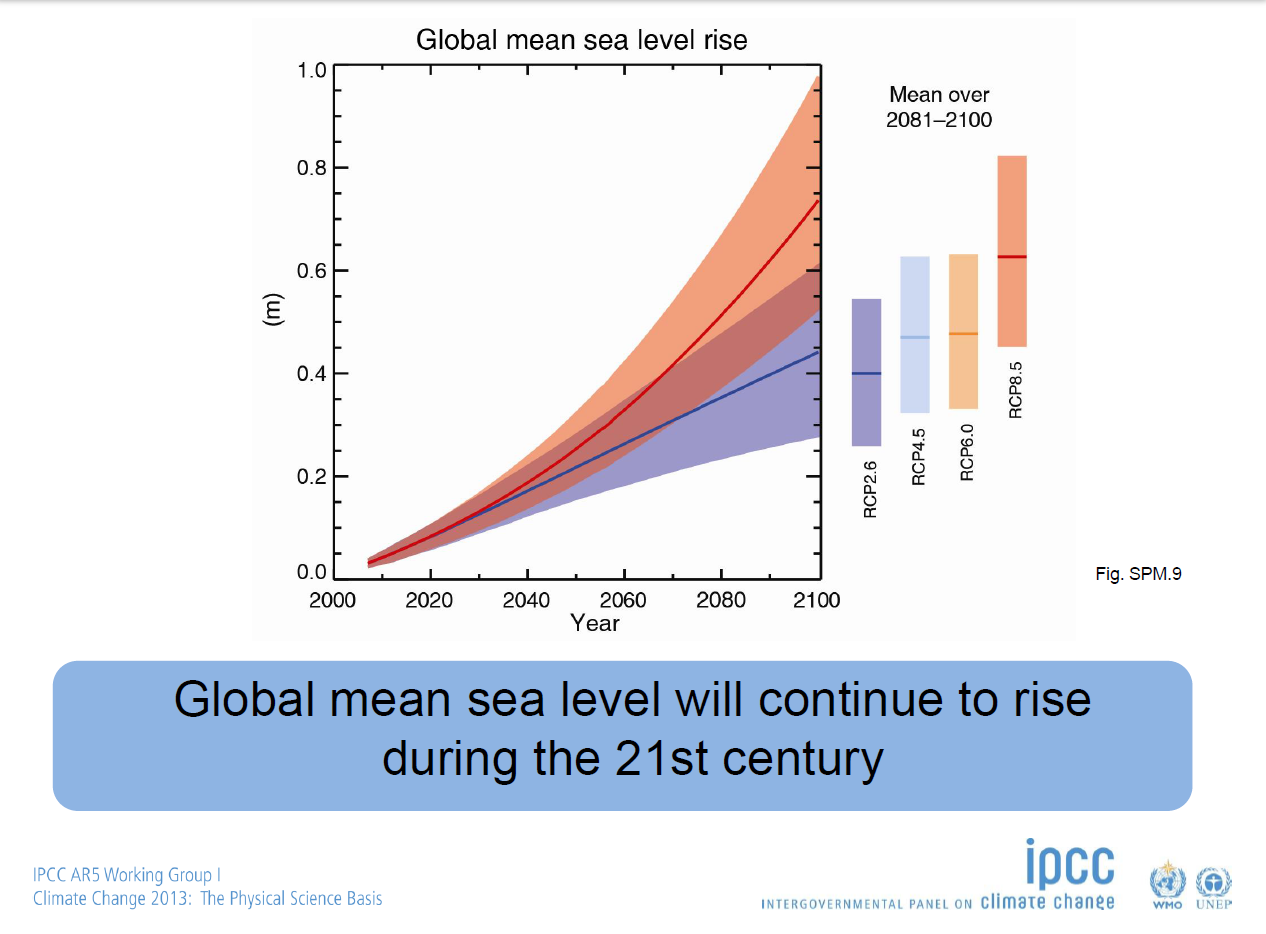 Global mean sea level rise
1.0
0.8
0.6
0.4
0.2
0.0
(m)
2000 2020 2040 2060 2080 2100
Year
Mean over
2081–2100
RCP2.6
RCP4.5
RCP6.0
RCP8.5
Fig. SPM.9
Global mean sea level will continue to rise
during the 21st century
IPCC AR5 Working Group I
Climate Change 2013: The Physical Science Basis
ipcc
INTERGOVERNMENTAL PANEL ON climate change
WMO UNEP